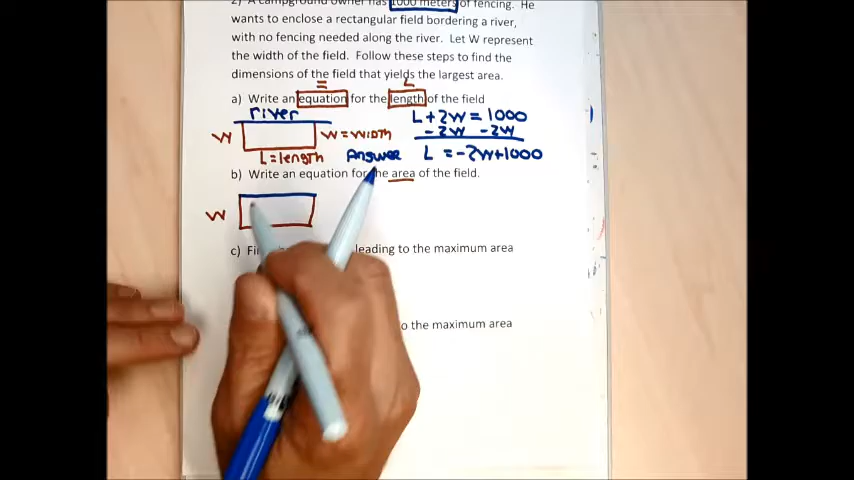 2) A campground owner has 1000 meters of fencing. He
wants to enclose a rectangular field bordering a river,
with no fencing needed along the river. Let W represent
the width of the field. Follow these steps to find the
dimensions of the field that yields the largest area.
= L
a) Write an equation for the length of the field
river
W W = WIDTH
L = length
L + 2W = 1000
-2W -2W
Answer L = -2W+1000
b) Write an equation for the area of the field.
W
c) leading to the maximum area
to the maximum area